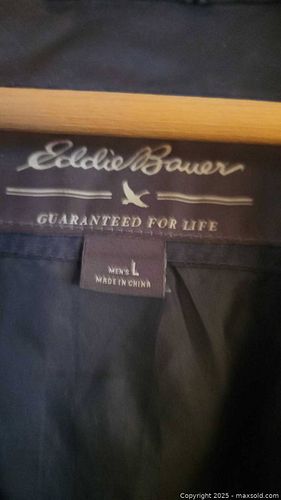 Eddie Bauer
GUARANTEED FOR LIFE
MEN'S L
MADE IN CHINA
Copyright 2025 - maxsold.com